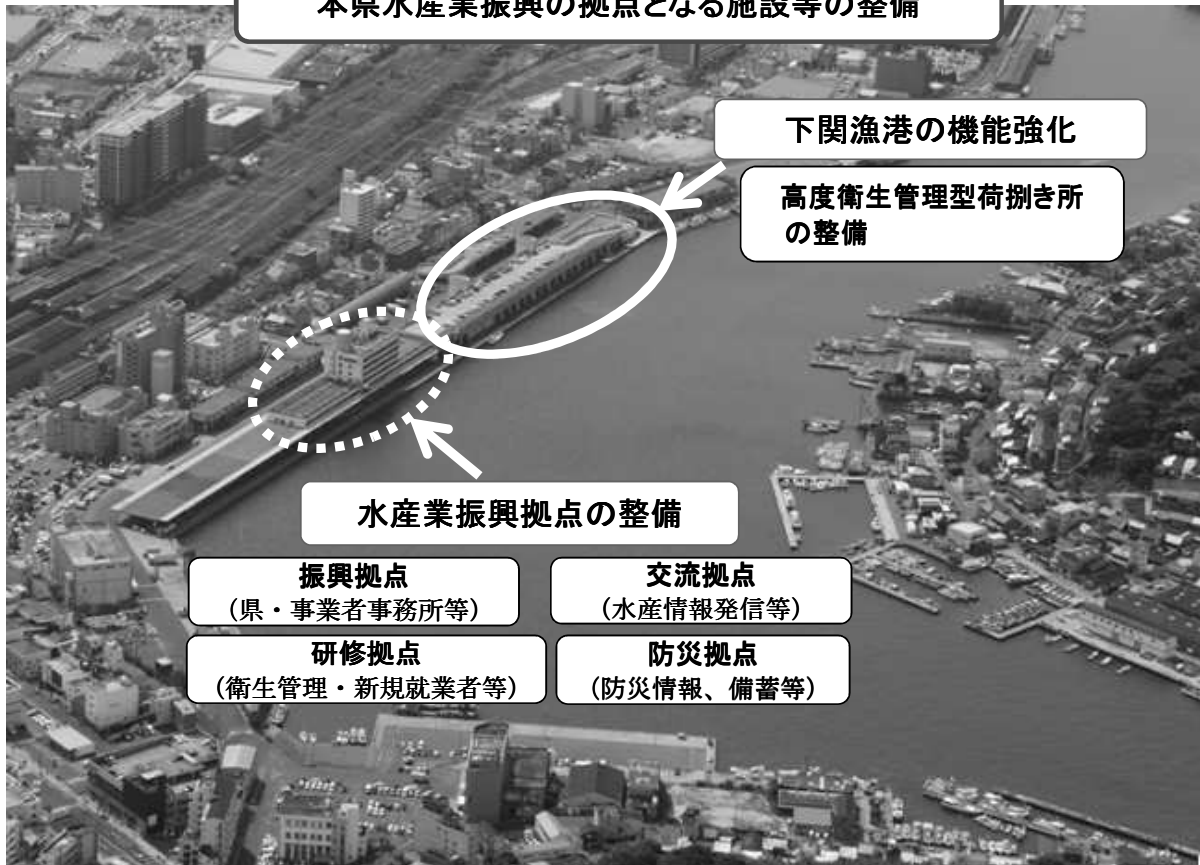 本県水産業振興の拠点となる施設等の整備
下関漁港の機能強化
高度衛生管理型荷捌き所
の整備
水産業振興拠点の整備
振興拠点
（県・事業者事務所等）
交流拠点
（水産情報発信等）
研修拠点
（衛生管理・新規就業者等）
防災拠点
（防災情報、備蓄等）